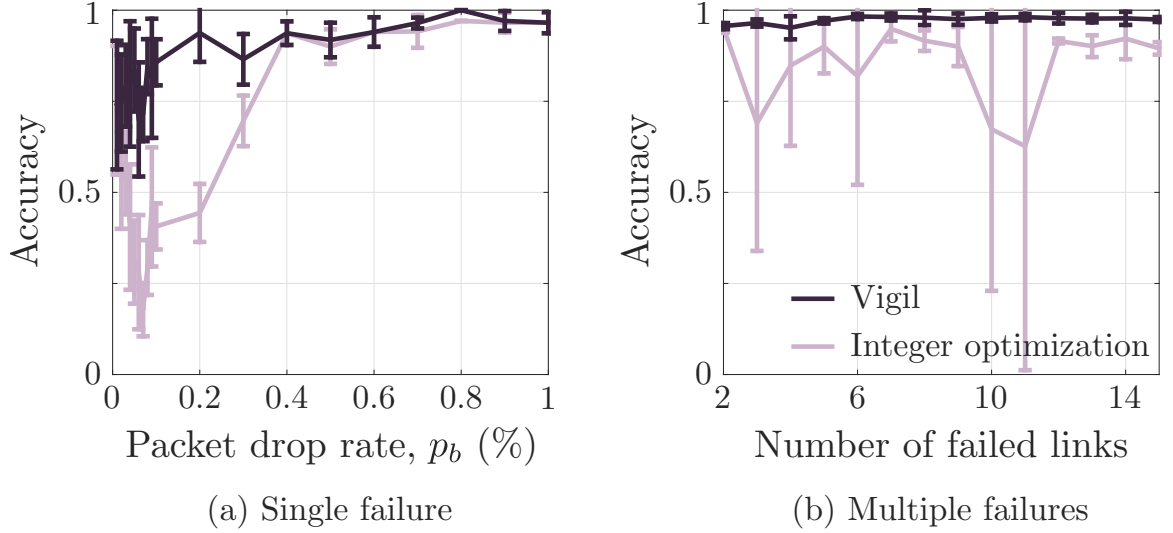 Accuracy
1
0.5
0
0
0.2
0.4
0.6
0.8
1
Packet drop rate, p_b (%)
(a) Single failure
Accuracy
1
0.5
0
2
6
10
14
Vigil
Integer optimization
Number of failed links
(b) Multiple failures